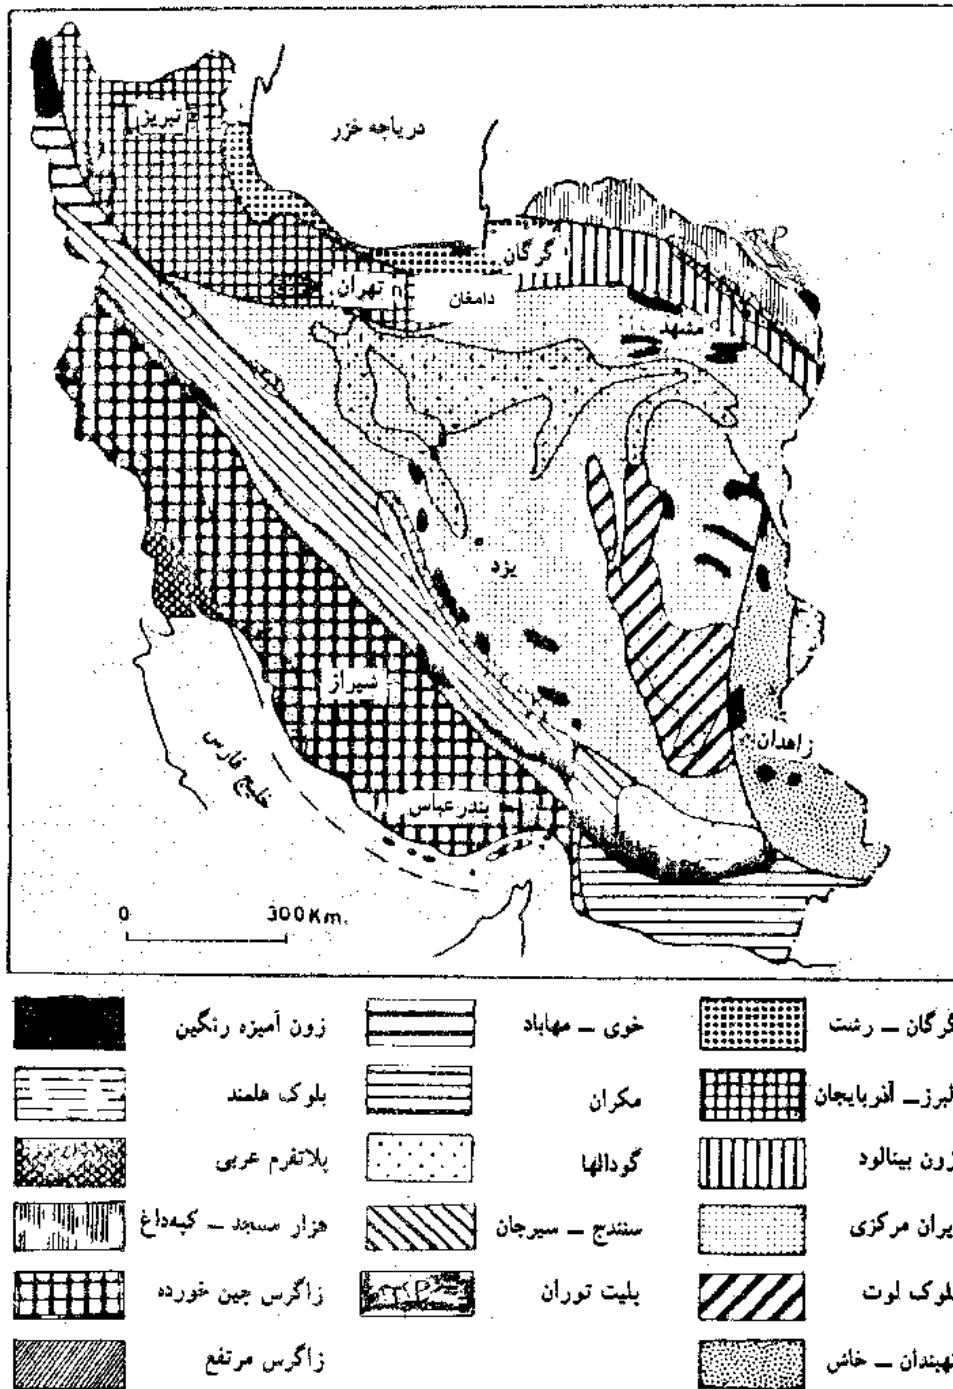 دریاچه خزر
تبریز
گرگان
تهران
دامغان
مشهد
یزد
شیراز
زاهدان
خلیج فارس
بندرعباس
0 300Km.
T.P
گرگان – رشت
خوی – مهاباد
زون آمیزه رنگین
لبرز – آذربایجان
مکران
بلوک هلمند
زون بینالود
گودالها
پلاتفرم عربی
یران مرکزی
سنندج – سیرجان
هزار مسجد – کپه‌داغ
بلوک لوت
پلیت توران
زاگرس چین خورده
نهبندان – خاش
زاگرس مرتفع